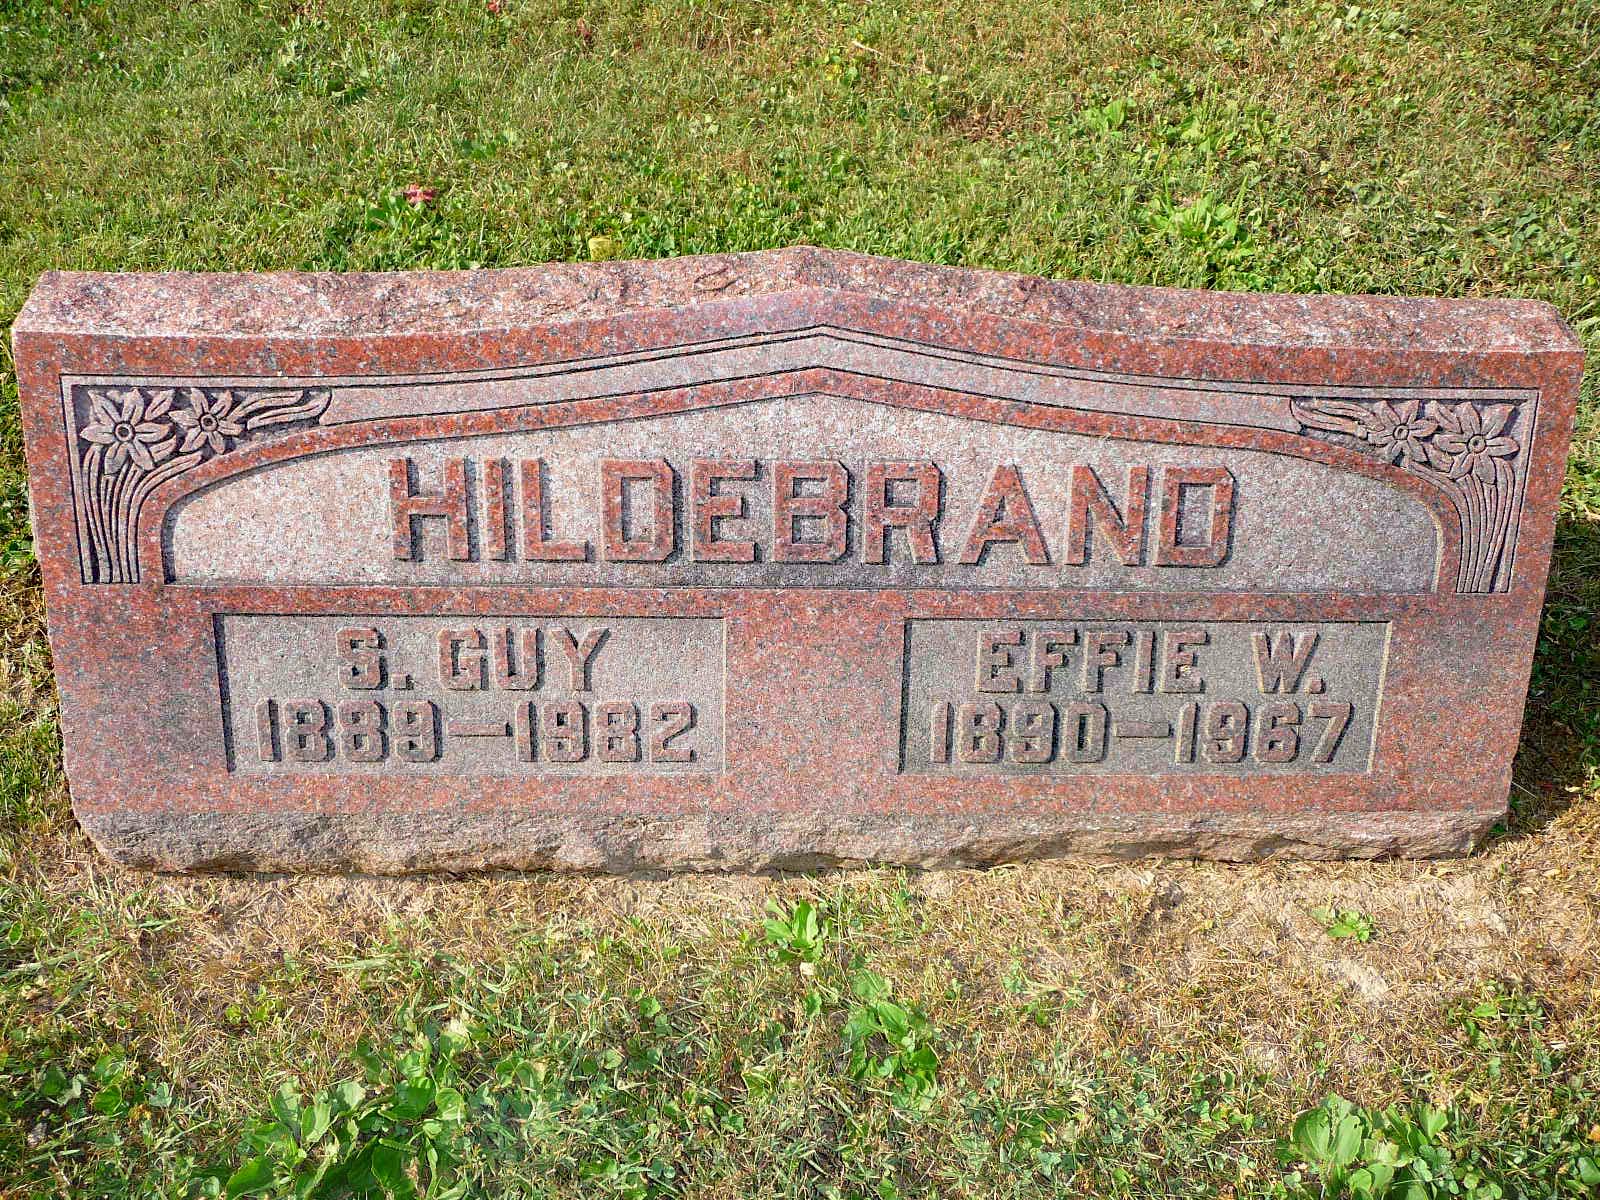 HILDEBRAND
S. GUY
1889–1982
EFFIE W.
1890–1967